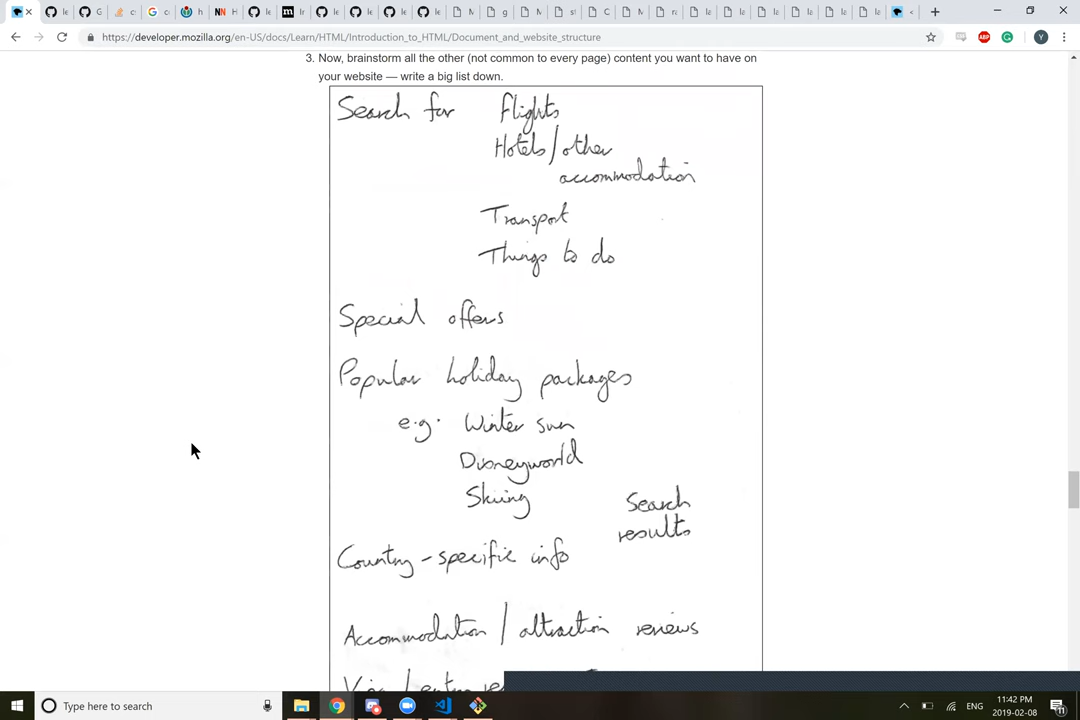 https://developer.mozilla.org/en-US/docs/Learn/HTML/Introduction_to_HTML/Document_and_website_structure
3. Now, brainstorm all the other (not common to every page) content you want to have on
your website — write a big list down.
Search for Flights
Hotels/other
accommodation
Transport
Things to do
Special offers
Popular holiday packages
e.g. Winter sun
Disneyworld
Skiing
Search
results
Country-specific info
Accommodation / attraction reviews
Type here to search
ENG
11:42 PM
2019-02-08